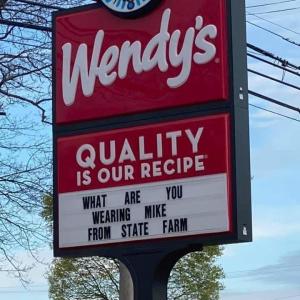 Wendy's
QUALITY
IS OUR RECIPE
WHAT ARE YOU
WEARING MIKE
FROM STATE FARM